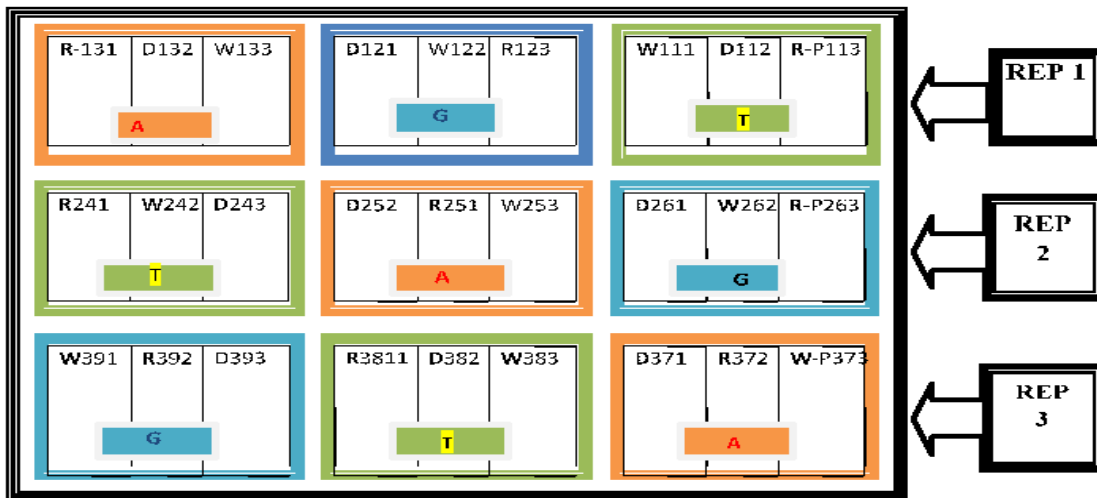 R-131 D132 W133 D121 W122 R123 W111 D112 R-P113
REP 1
A G T
R241 W242 D243 D252 R251 W253 D261 W262 R-P263
REP
2
T A G
W391 R392 D393 R3811 D382 W383 D371 R372 W-P373
REP
3
G T A